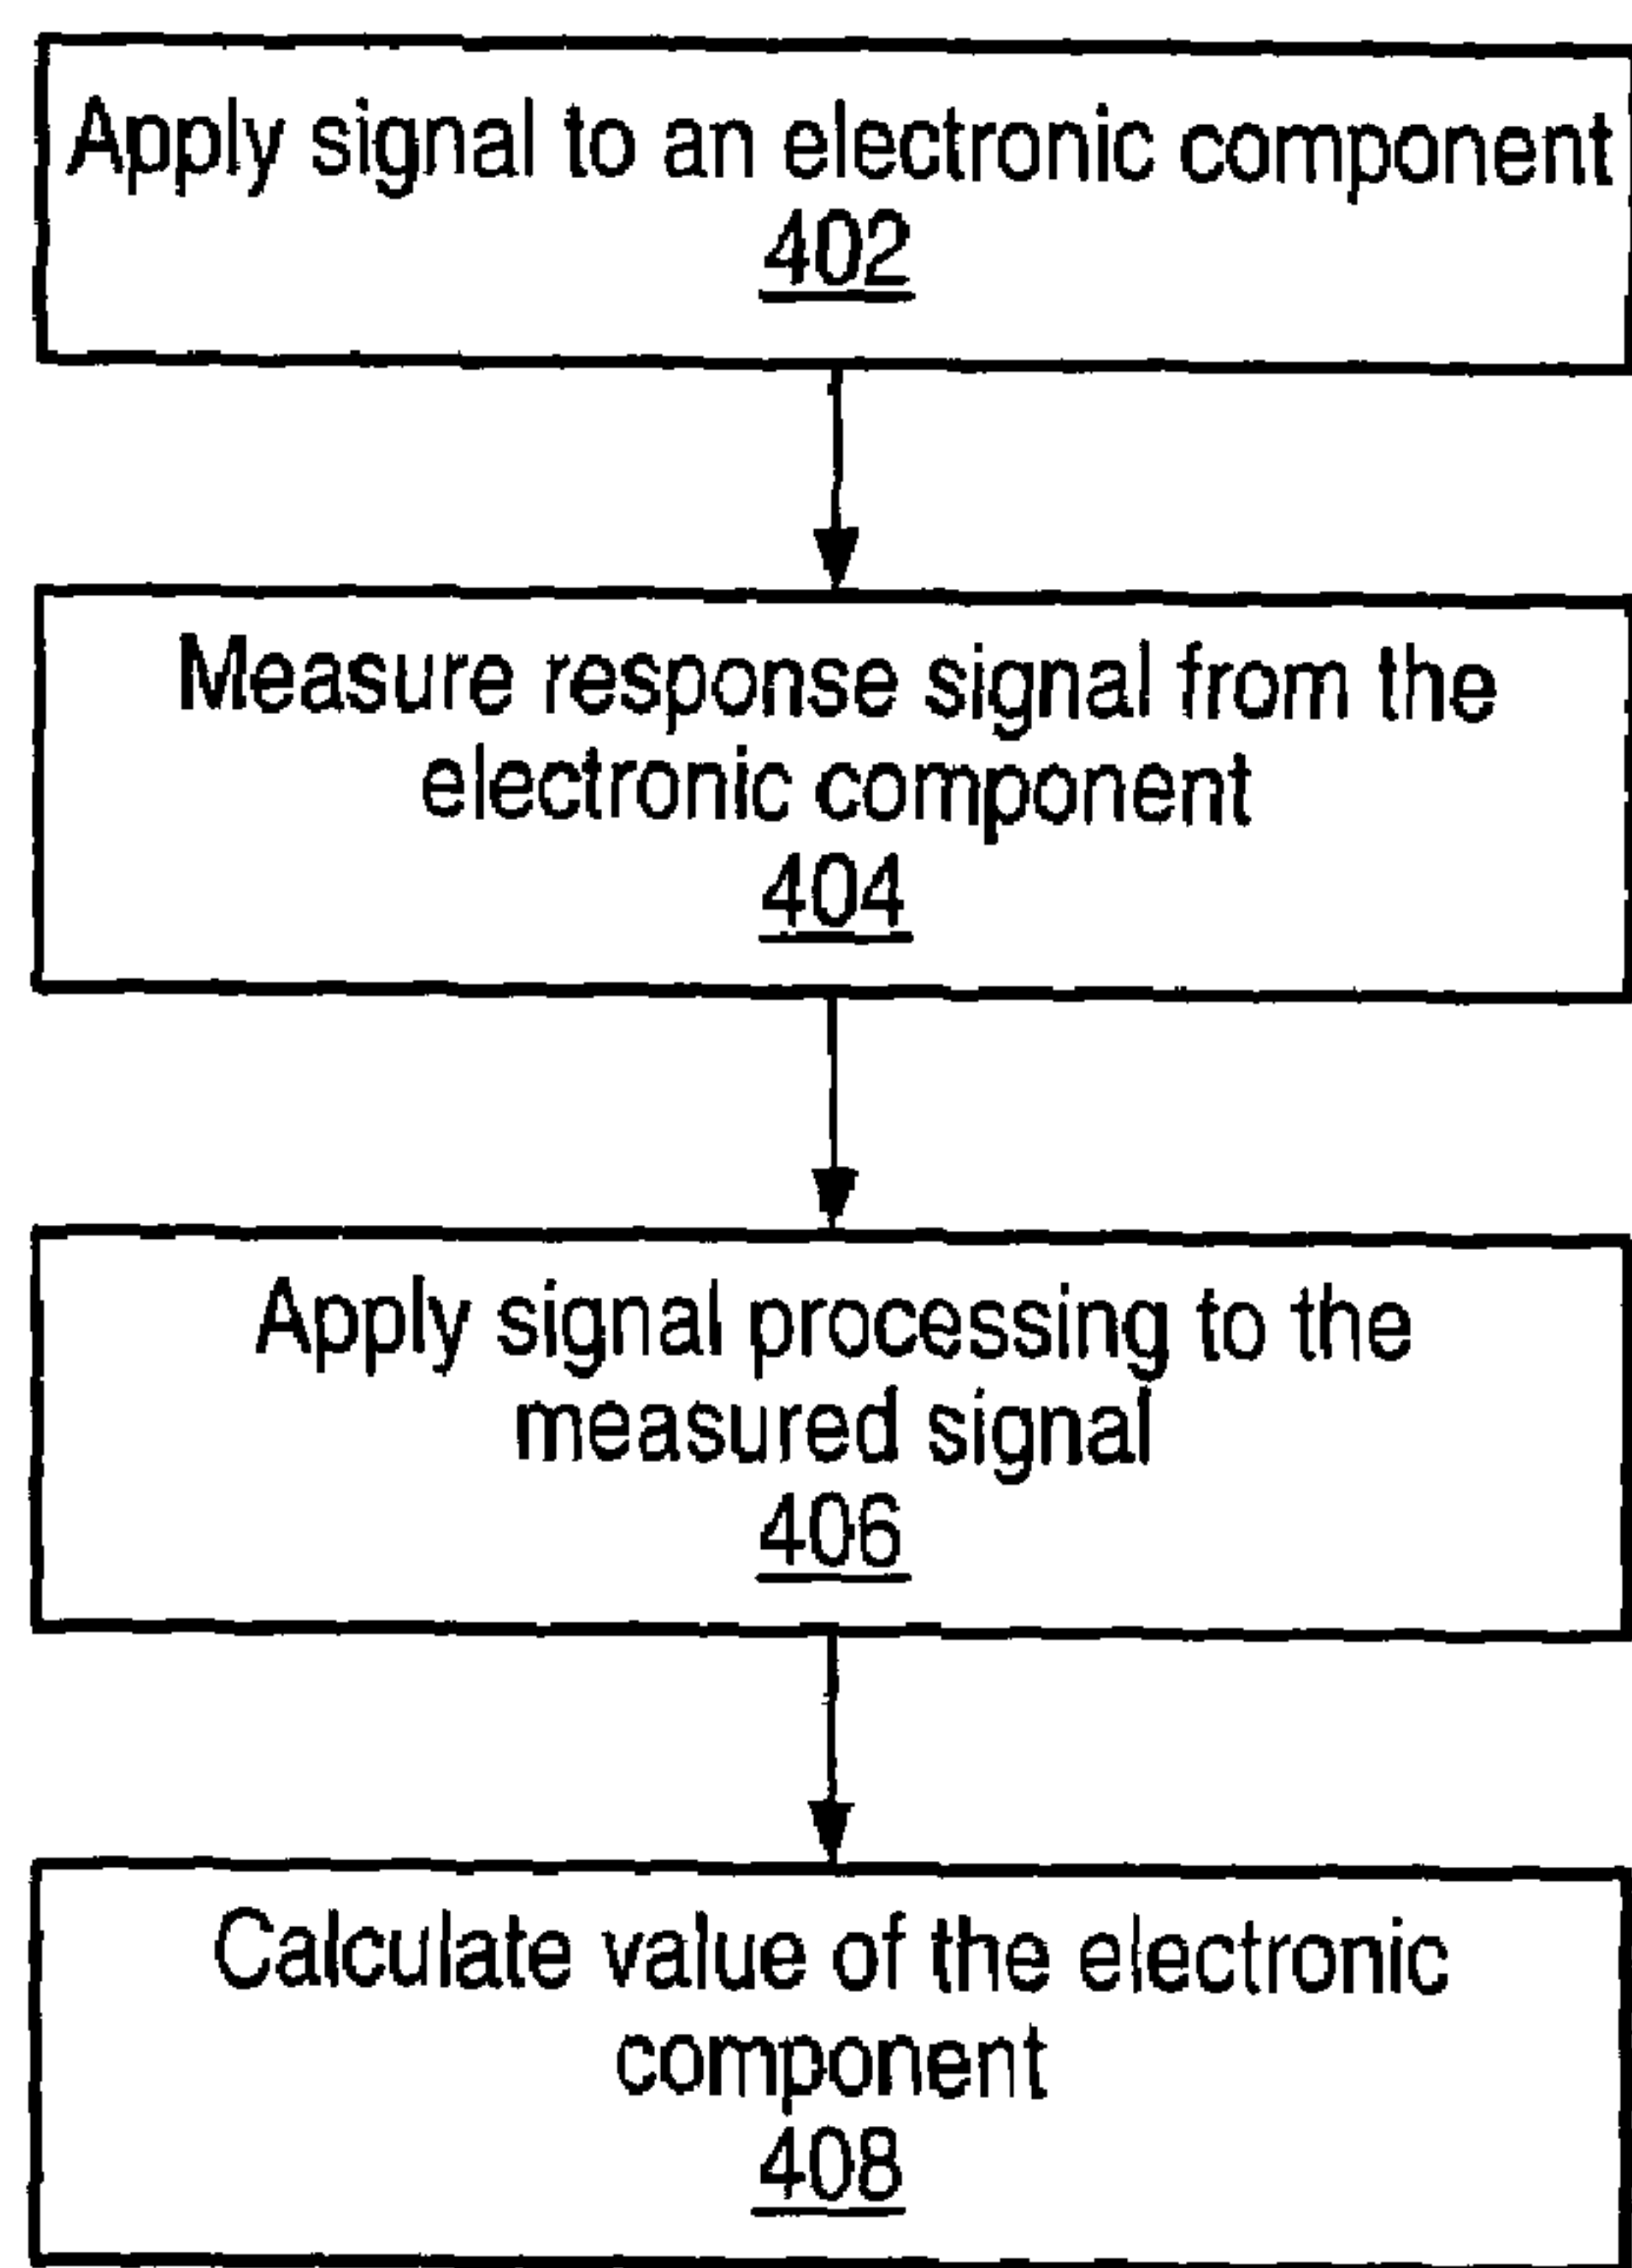 Apply signal to an electronic component
402
Measure response signal from the
electronic component
404
Apply signal processing to the
measured signal
406
Calculate value of the electronic
component
408